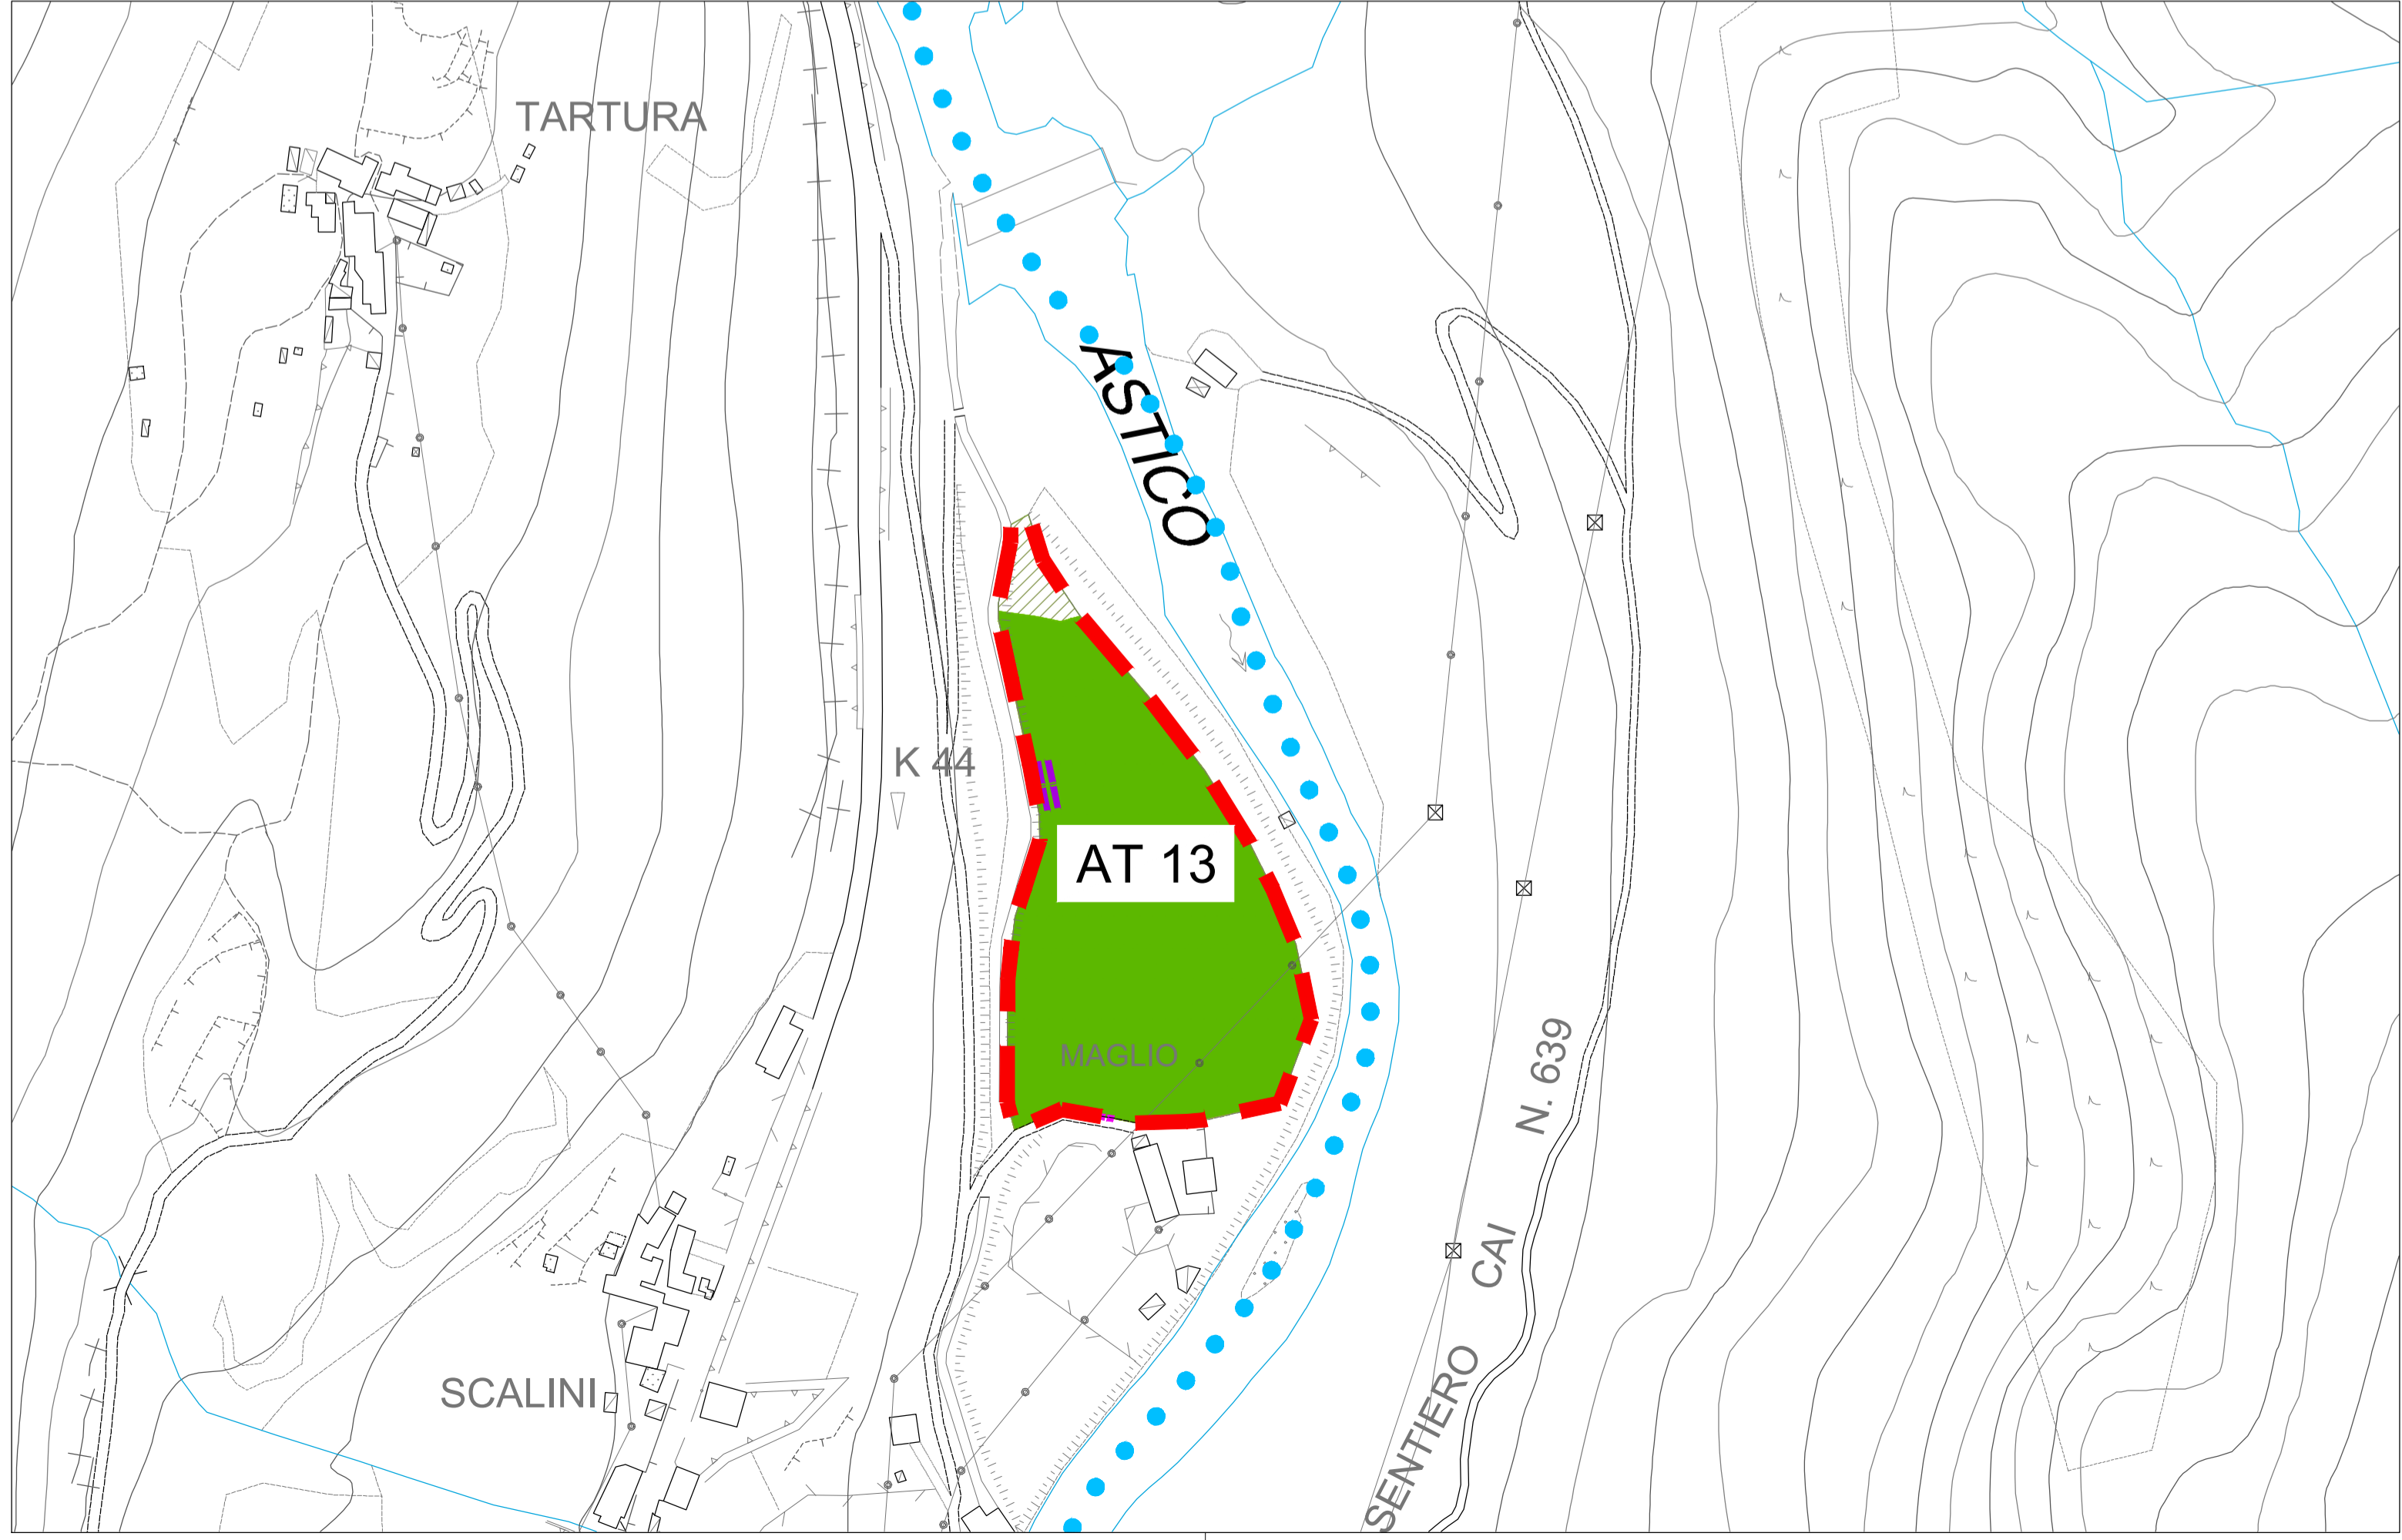 TARTURA
ASTICO
K 44
AT 13
MAGLIO
SENTIERO CAI N. 639
SCALINI